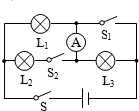 L₁ S₁
A
L₂ S₂ L₃
S